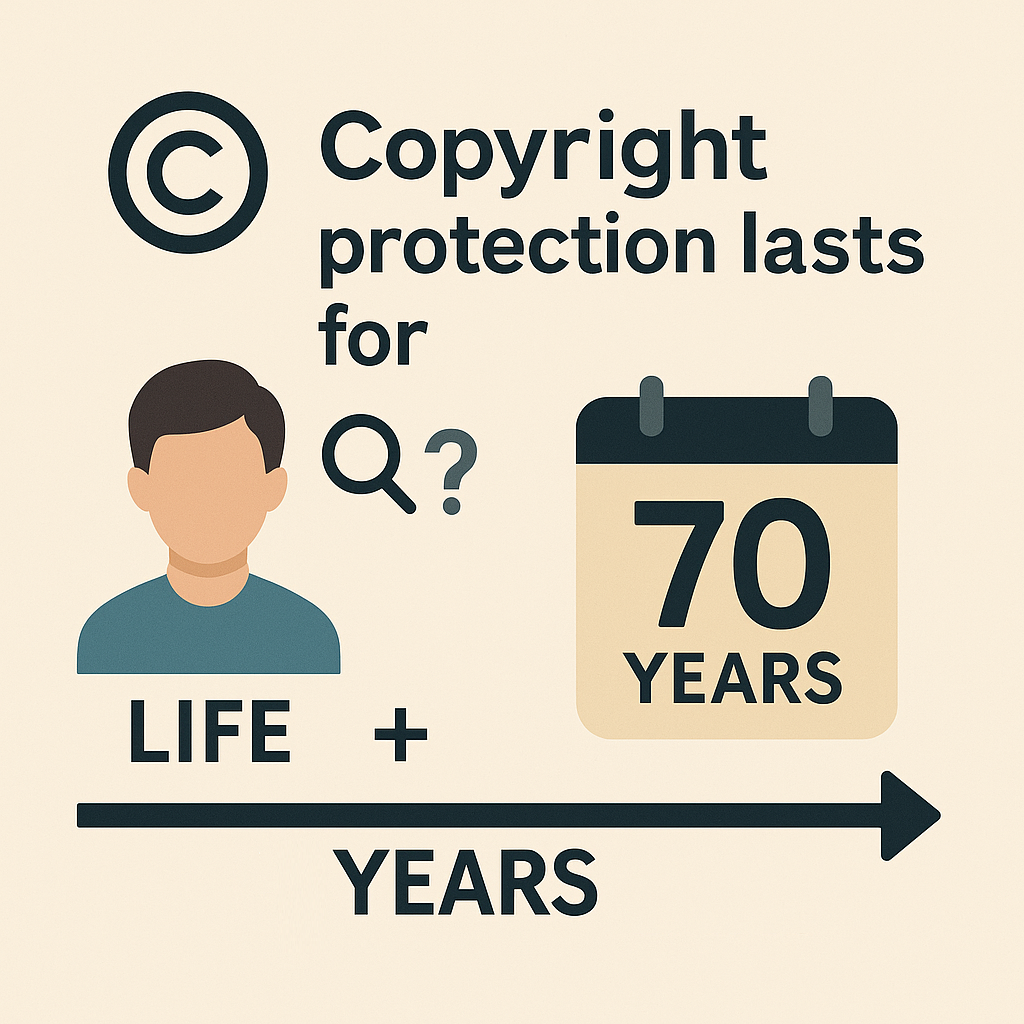 ©
Copyright
protection lasts
for
?
70
YEARS
LIFE +
YEARS